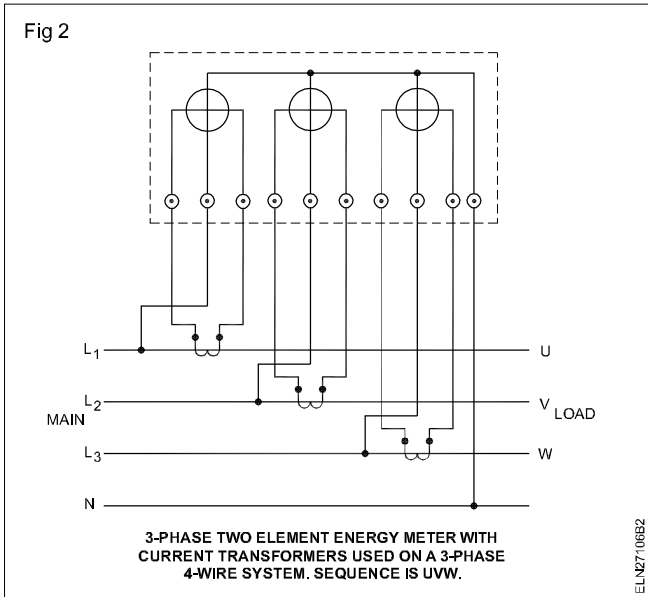 Fig 2
L1
U
L2
V
MAIN
LOAD
L3
W
N
3-PHASE TWO ELEMENT ENERGY METER WITH
CURRENT TRANSFORMERS USED ON A 3-PHASE
4-WIRE SYSTEM. SEQUENCE IS UVW.
ELN27106B2